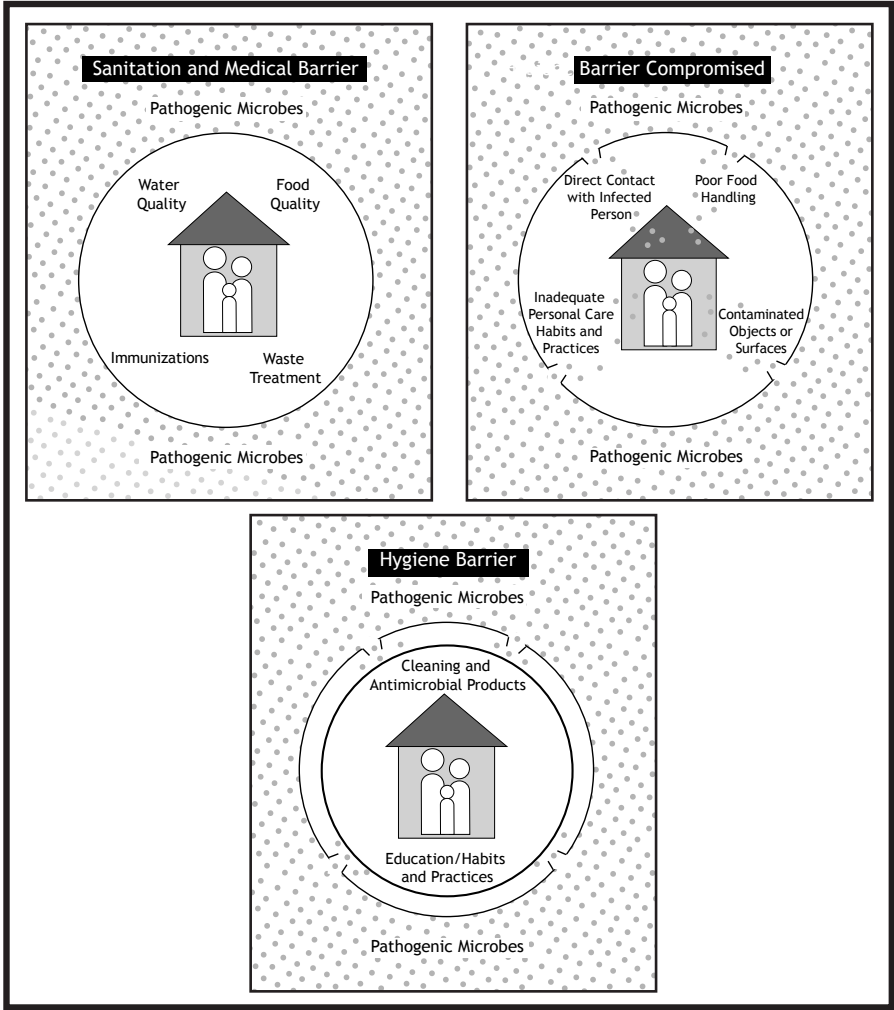 Sanitation and Medical Barrier
Pathogenic Microbes
Water
Quality
Food
Quality
Immunizations
Waste
Treatment
Pathogenic Microbes
Barrier Compromised
Pathogenic Microbes
Direct Contact
with Infected
Person
Poor Food
Handling
Inadequate
Personal Care
Habits and
Practices
Contaminated
Objects or
Surfaces
Pathogenic Microbes
Hygiene Barrier
Pathogenic Microbes
Cleaning and
Antimicrobial Products
Education/Habits
and Practices
Pathogenic Microbes